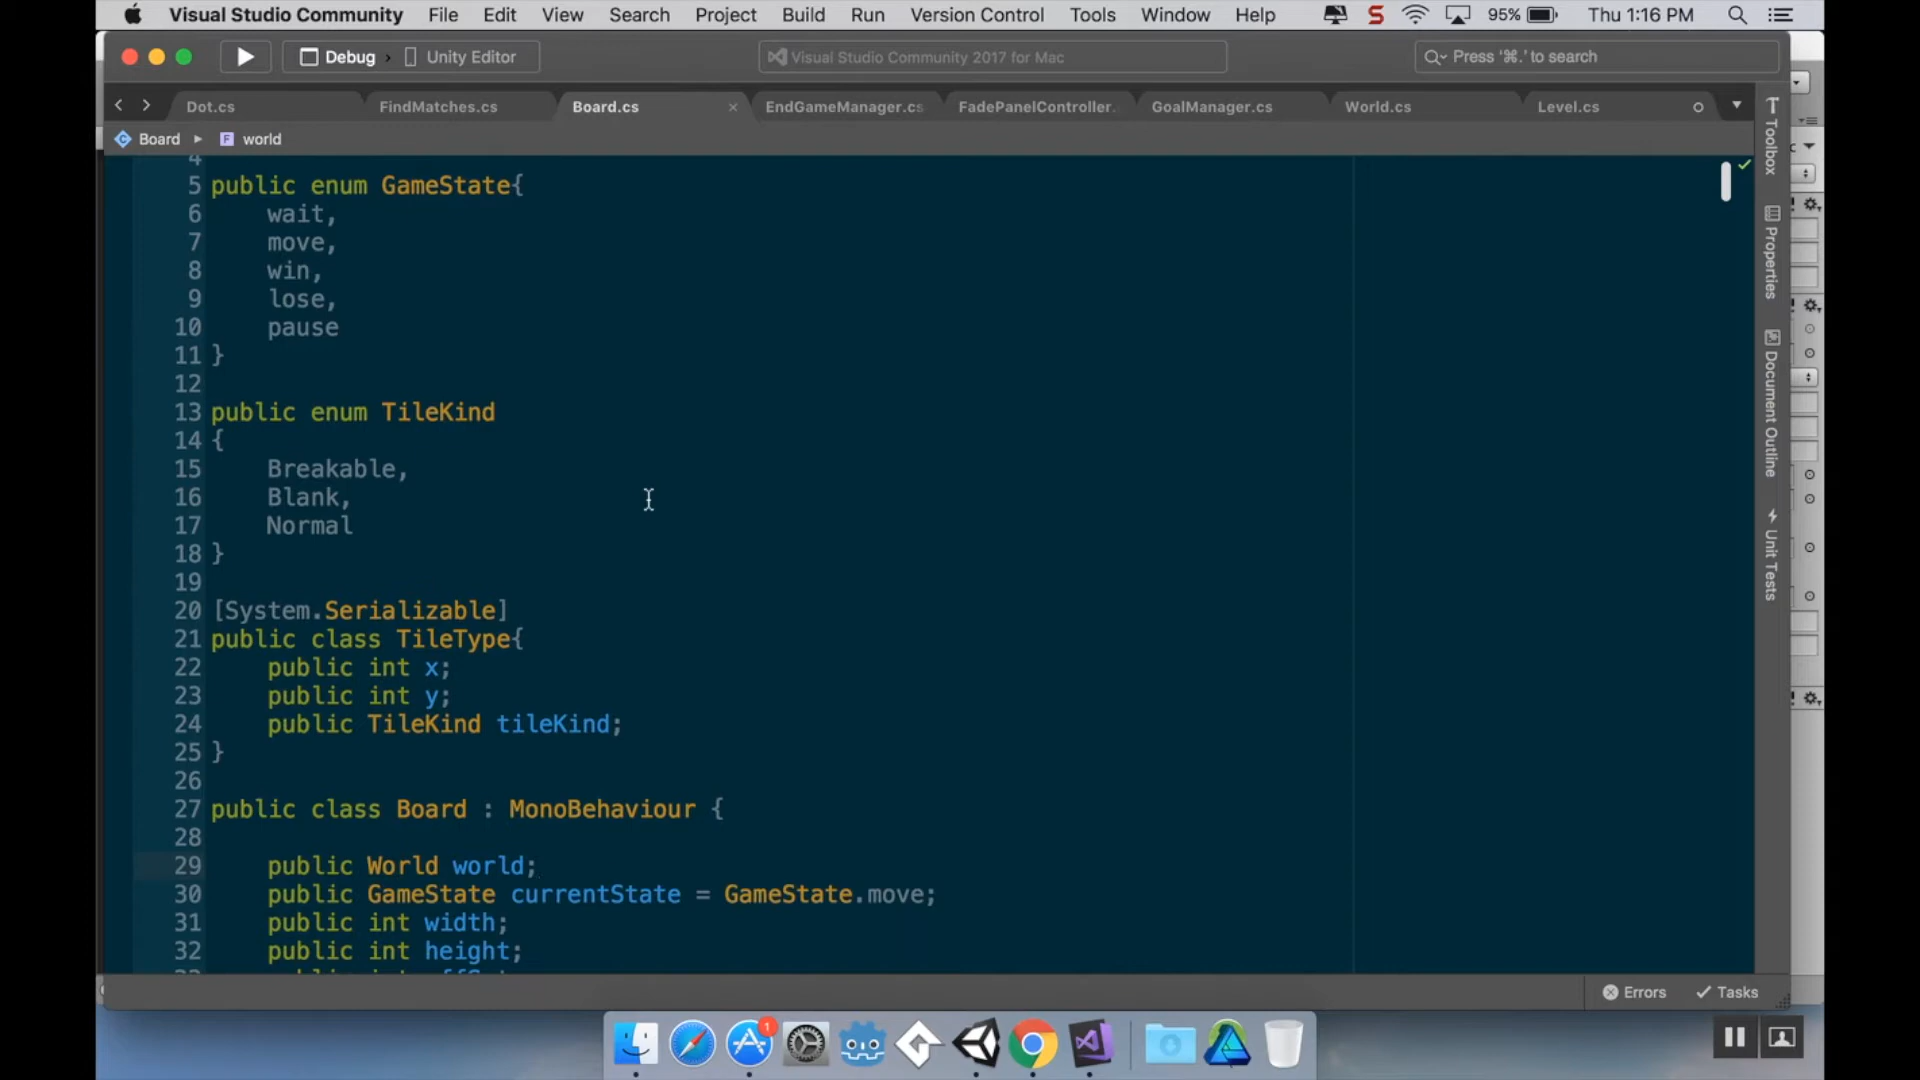 Visual Studio Community File Edit View Search Project Build Run Version Control Tools Window Help 95% Thu 1:16 PM
Debug › Unity Editor Visual Studio Community 2017 for Mac Press '⌘.' to search
Dot.cs FindMatches.cs Board.cs × EndGameManager.cs FadePanelController. GoalManager.cs World.cs Level.cs
Board ▸ F world
4
5 public enum GameState{
6 wait,
7 move,
8 win,
9 lose,
10 pause
11 }
12
13 public enum TileKind
14 {
15 Breakable,
16 Blank,
17 Normal
18 }
19
20 [System.Serializable]
21 public class TileType{
22 public int x;
23 public int y;
24 public TileKind tileKind;
25 }
26
27 public class Board : MonoBehaviour {
28
29 public World world;
30 public GameState currentState = GameState.move;
31 public int width;
32 public int height;
Toolbox
Properties
Document Outline
Unit Tests
Errors Tasks
1